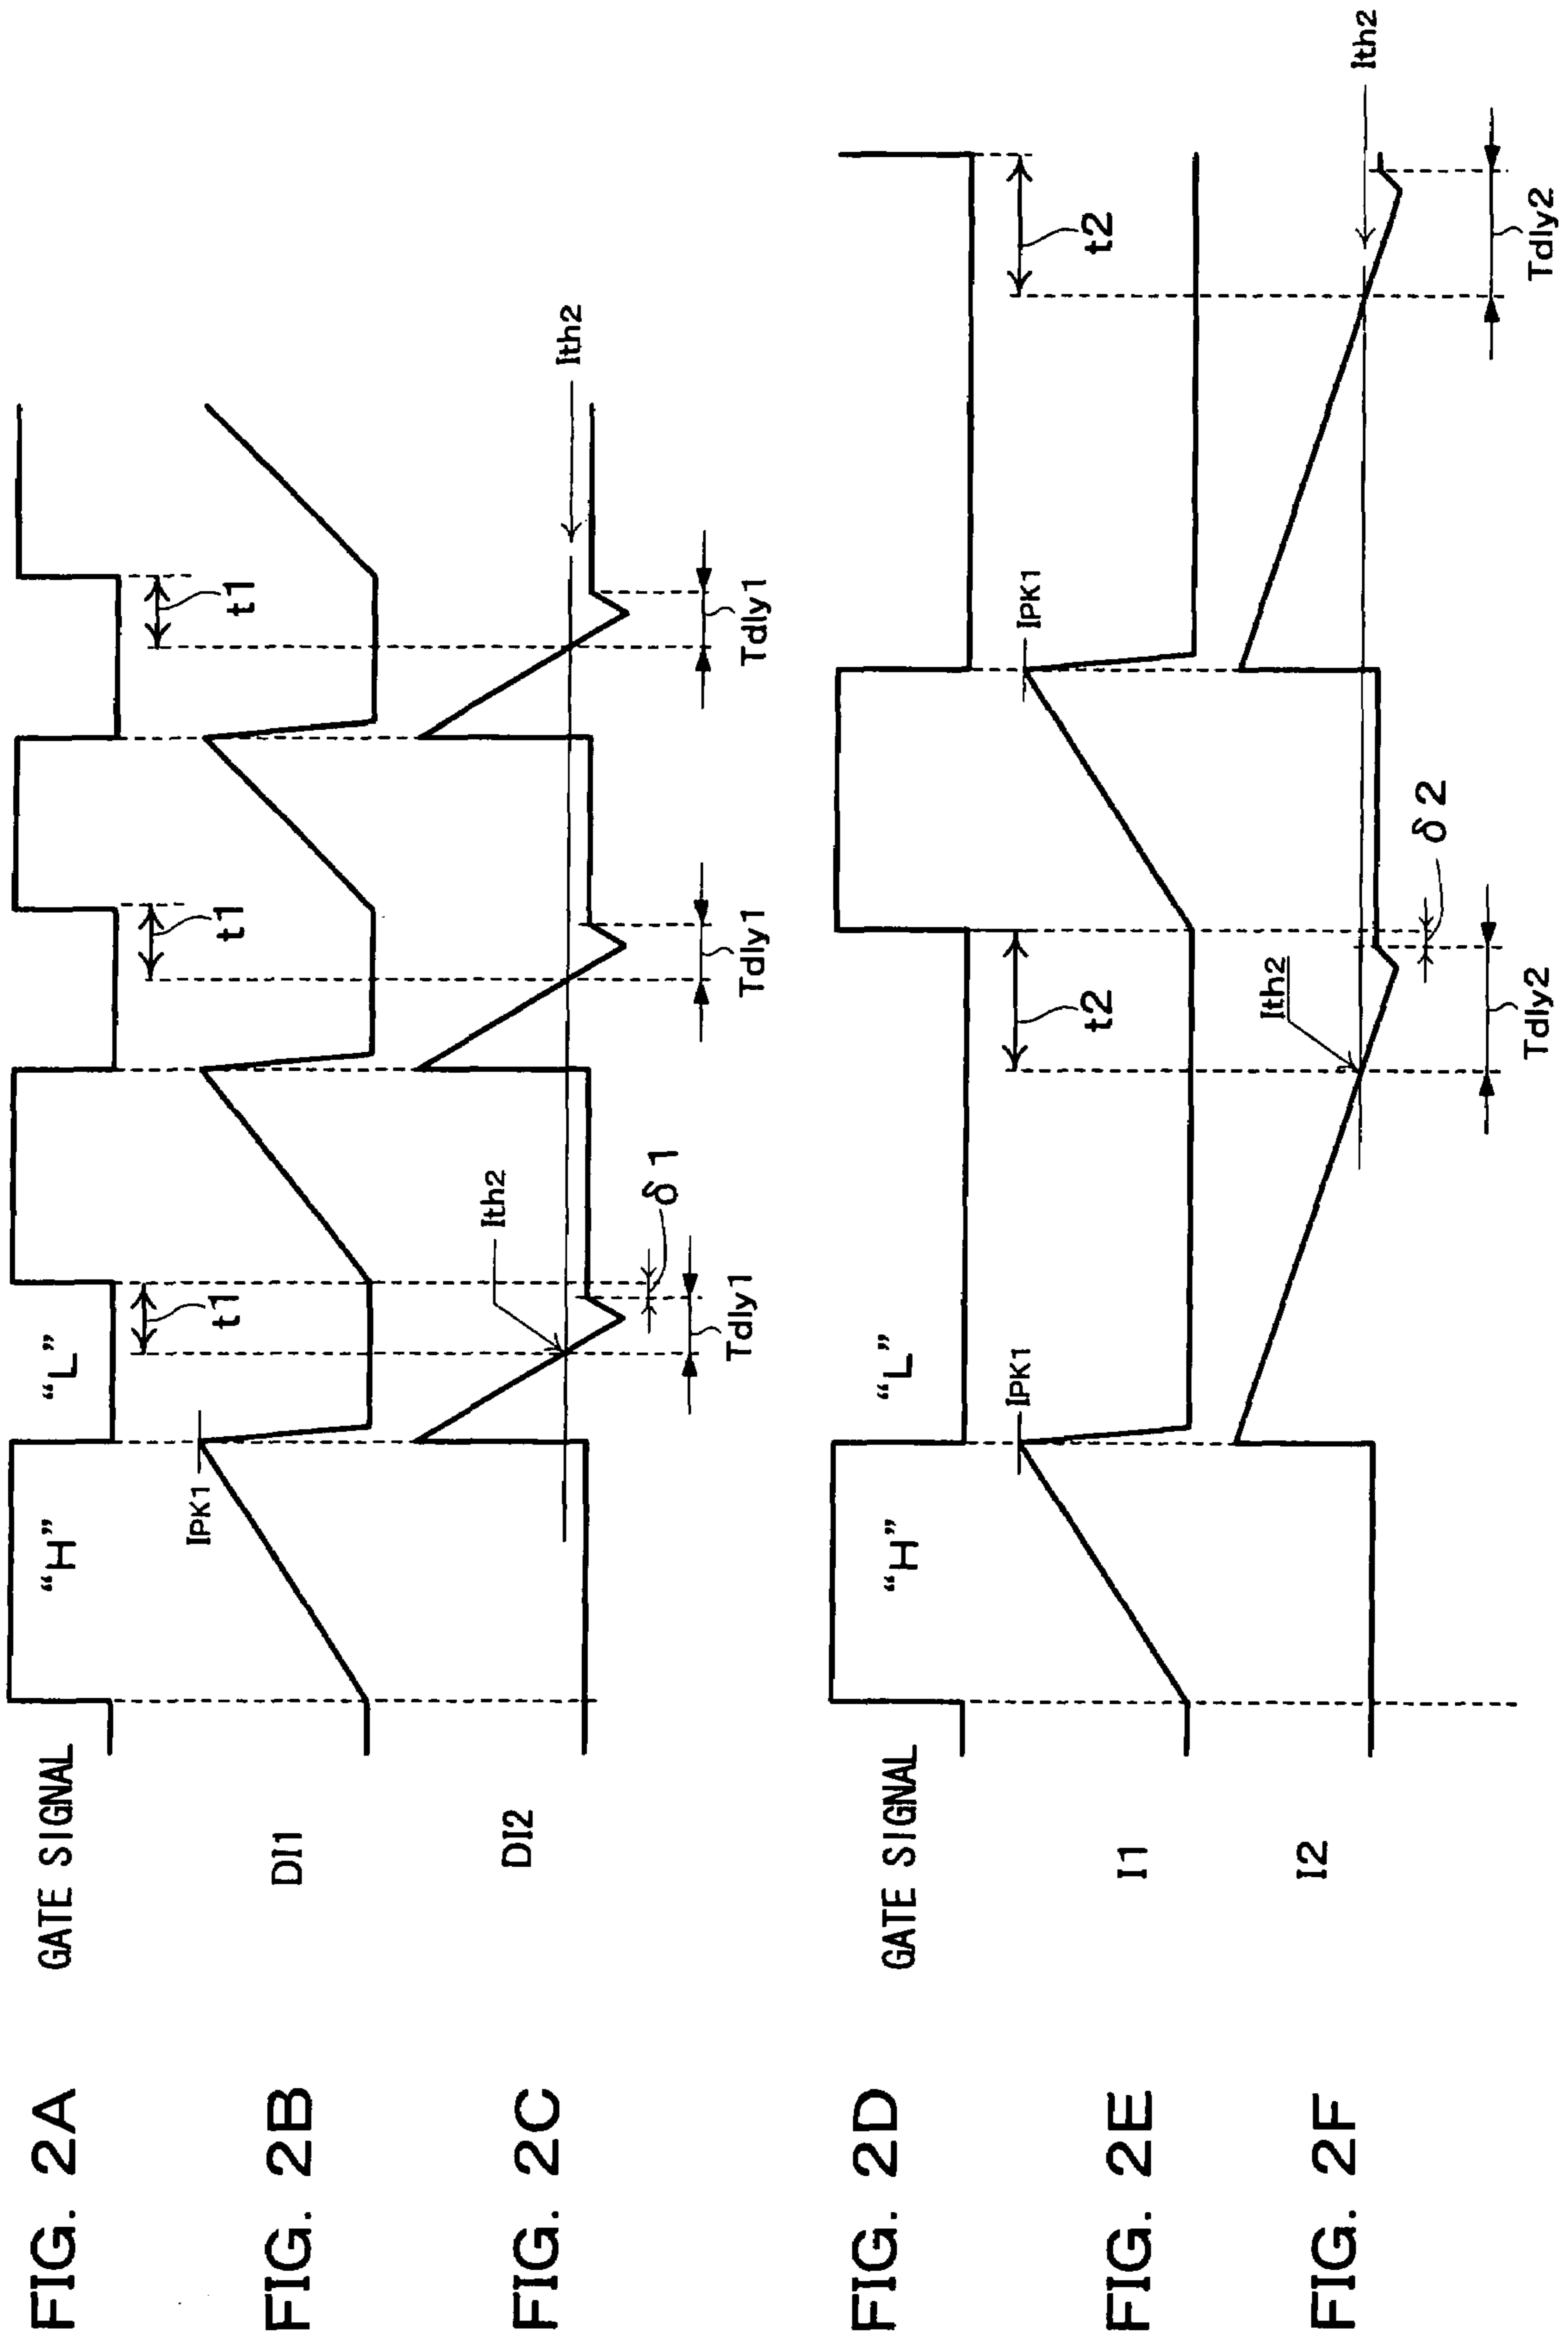 FIG. 2A
GATE SIGNAL
"H"
"L"
t1
t1
t1
FIG. 2B
DI1
IPK1
FIG. 2C
DI2
Ith2
Ith2
δ1
Tdly1
Tdly1
Tdly1
FIG. 2D
GATE SIGNAL
"H"
"L"
t2
t2
FIG. 2E
I1
IPK1
IPK1
FIG. 2F
I2
Ith2
Ith2
δ2
Tdly2
Tdly2